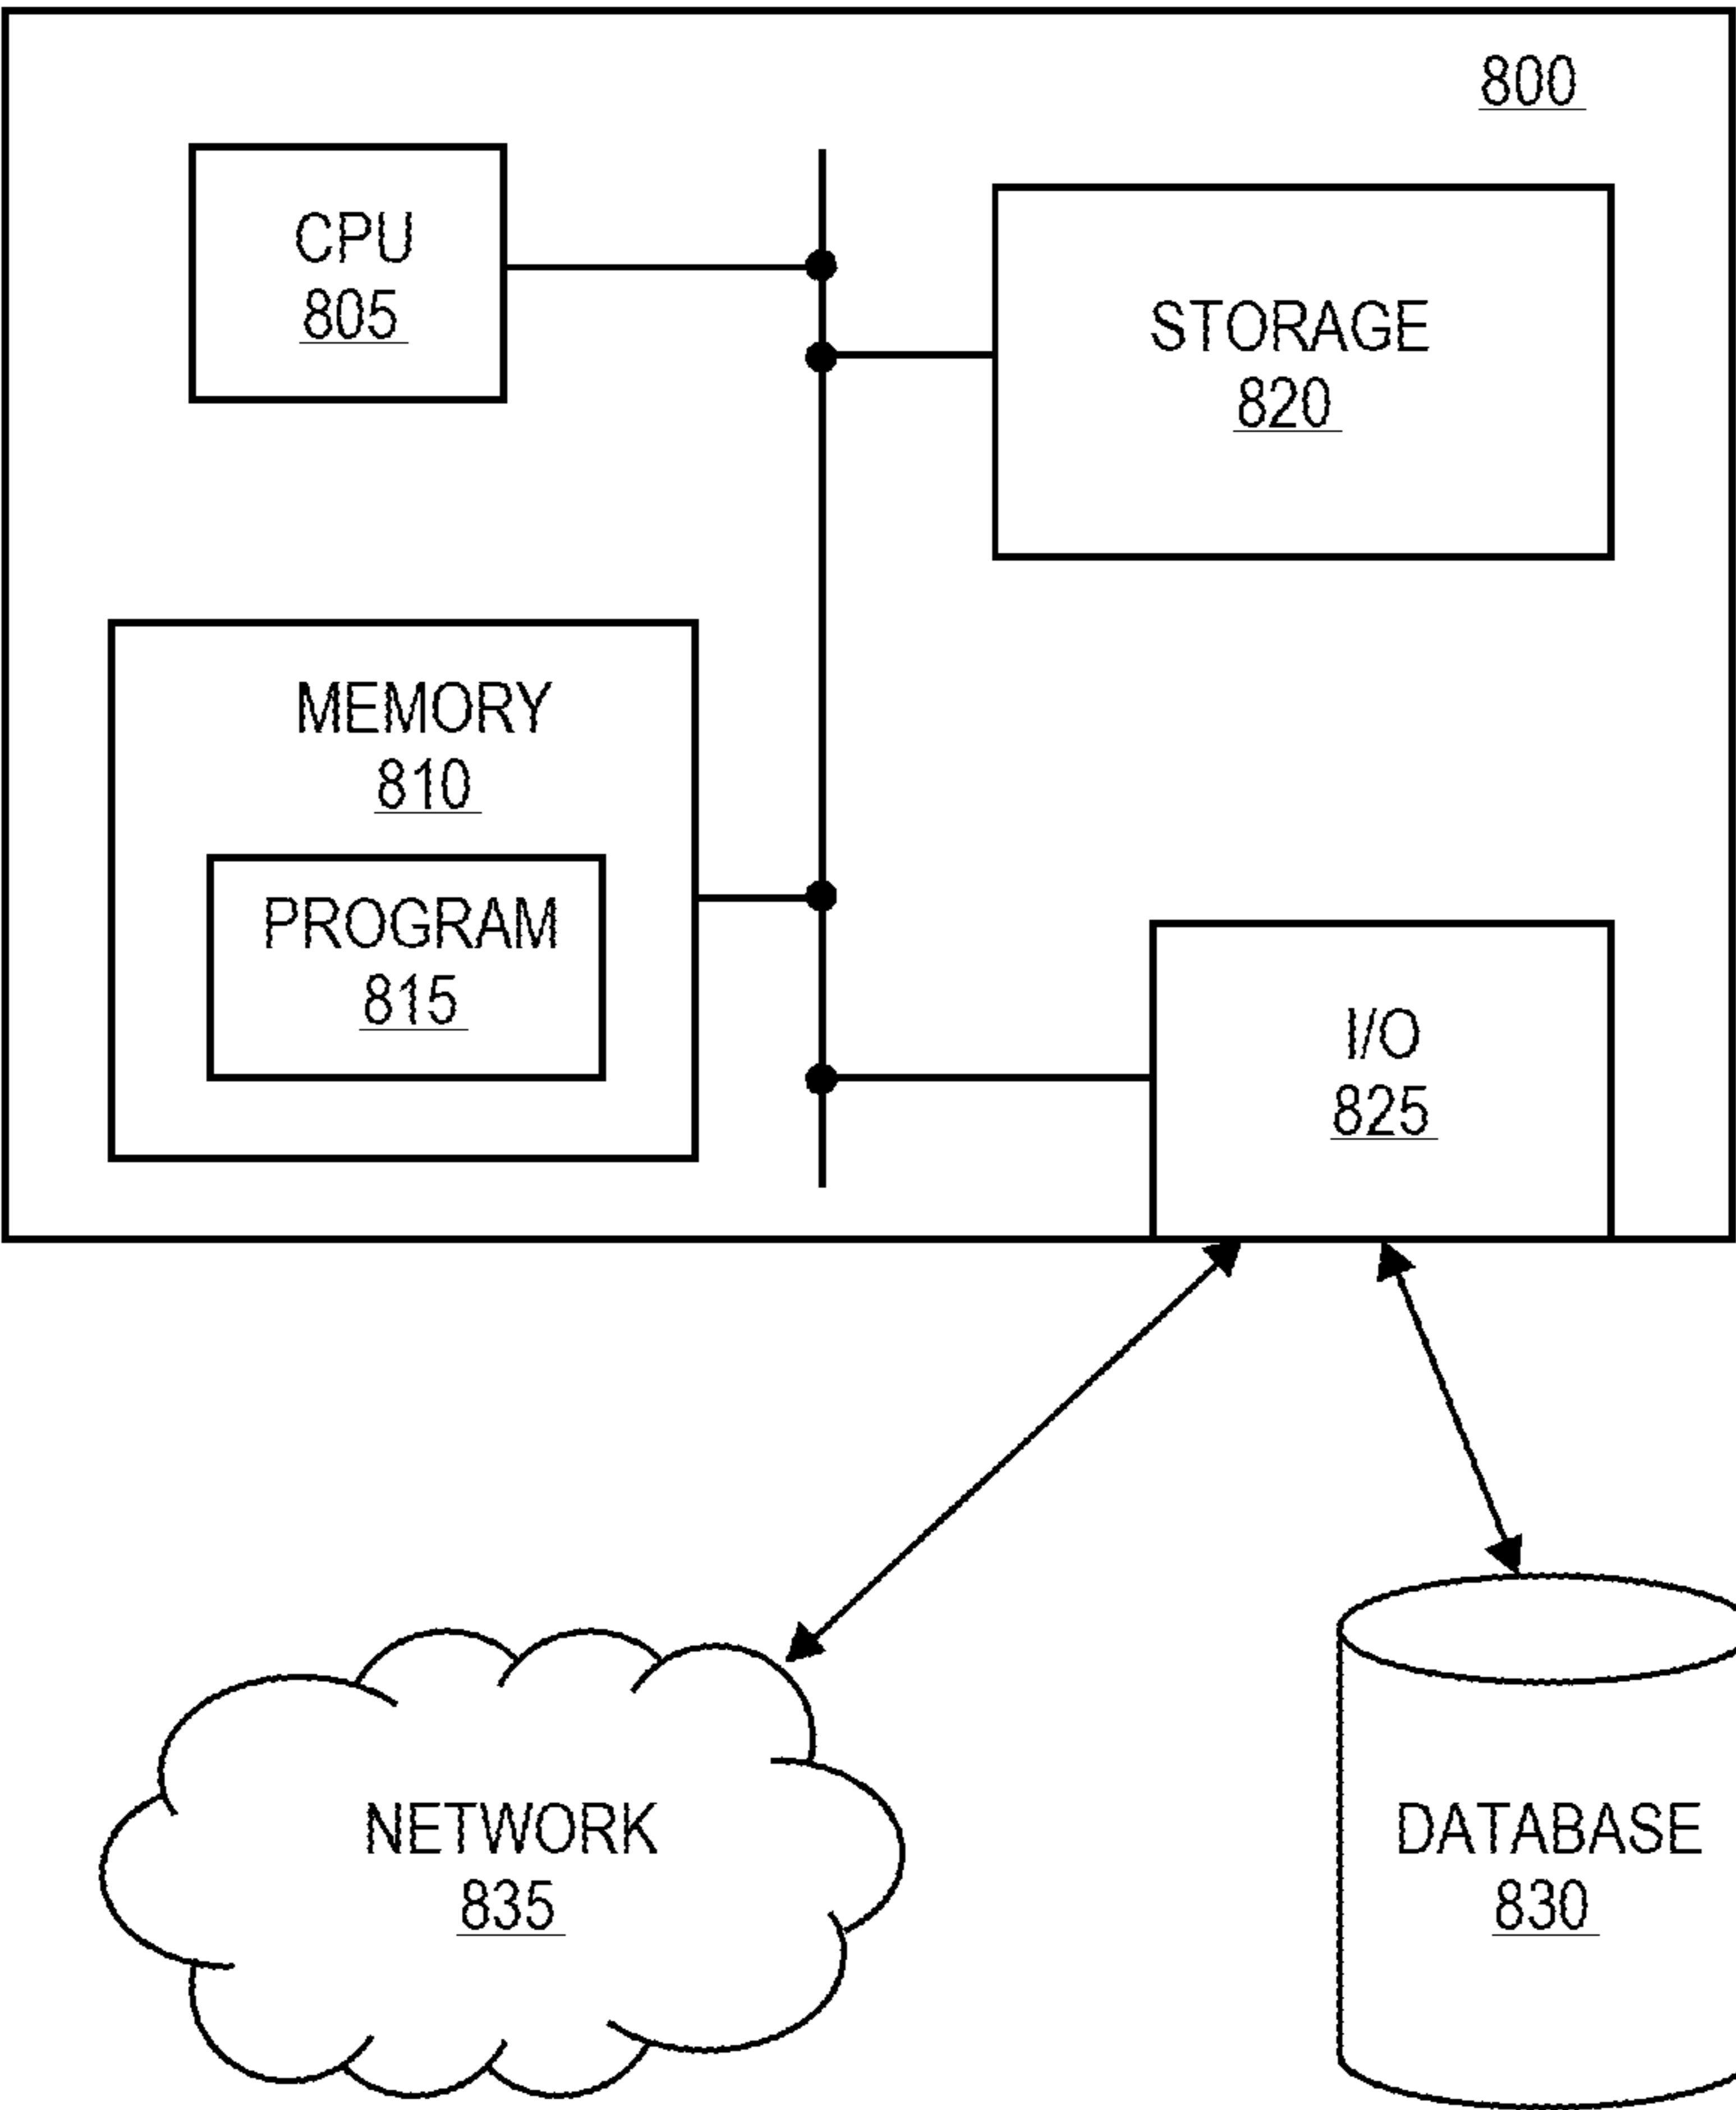 800
CPU
805
STORAGE
820
MEMORY
810
PROGRAM
815
I/O
825
NETWORK
835
DATABASE
830